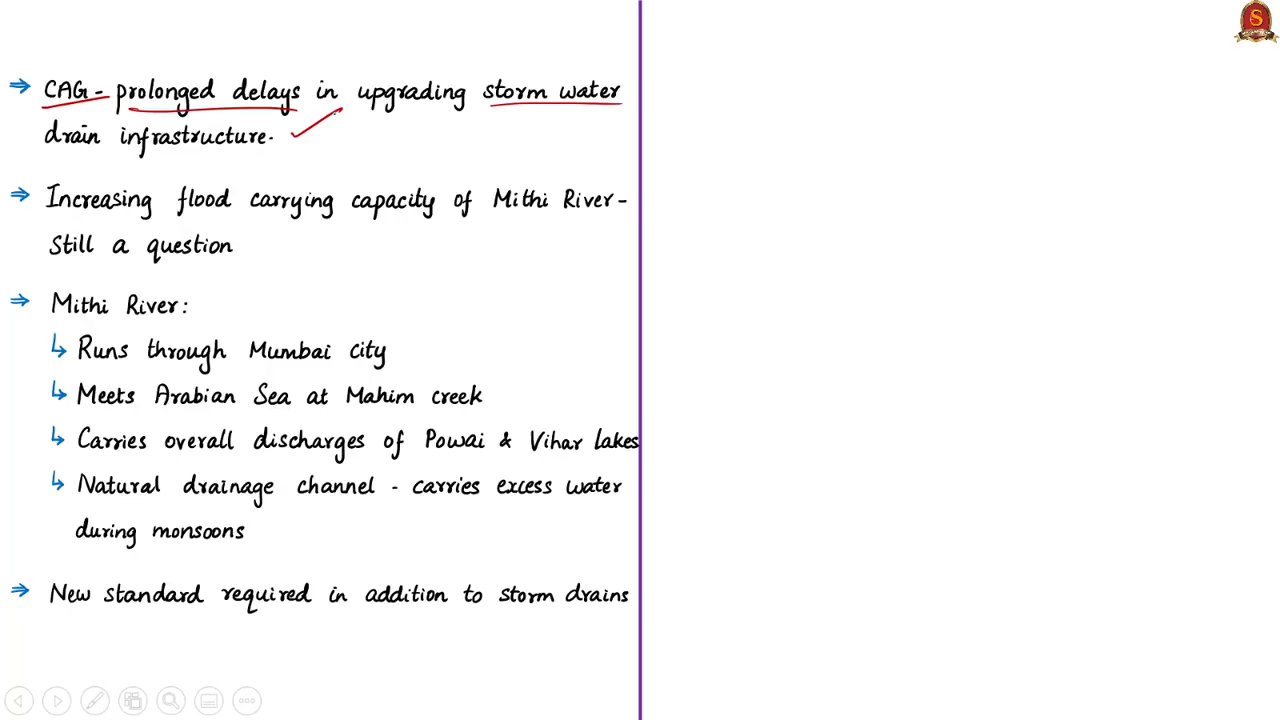 ⇒ CAG - prolonged delays in upgrading storm water
drain infrastructure.
⇒ Increasing flood carrying capacity of Mithi River -
Still a question
⇒ Mithi River:
↳ Runs through Mumbai city
↳ Meets Arabian Sea at Mahim creek
↳ Carries overall discharges of Powai & Vihar lakes
↳ Natural drainage channel - carries excess water
during monsoons
⇒ New standard required in addition to storm drains
S